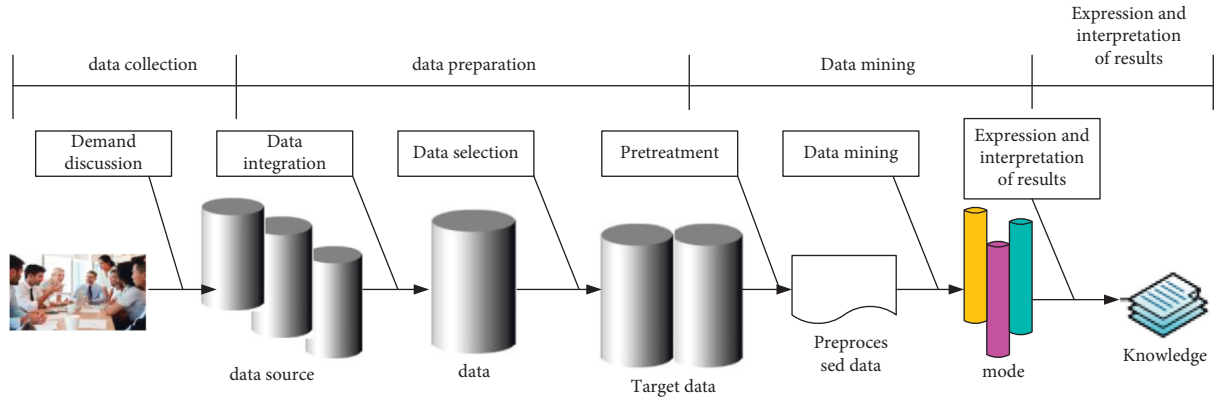 data collection
data preparation
Data mining
Expression and
interpretation
of results
Demand
discussion
Data
integration
Data selection
Pretreatment
Data mining
Expression and
interpretation
of results
data source
data
Target data
Preproces
sed data
mode
Knowledge